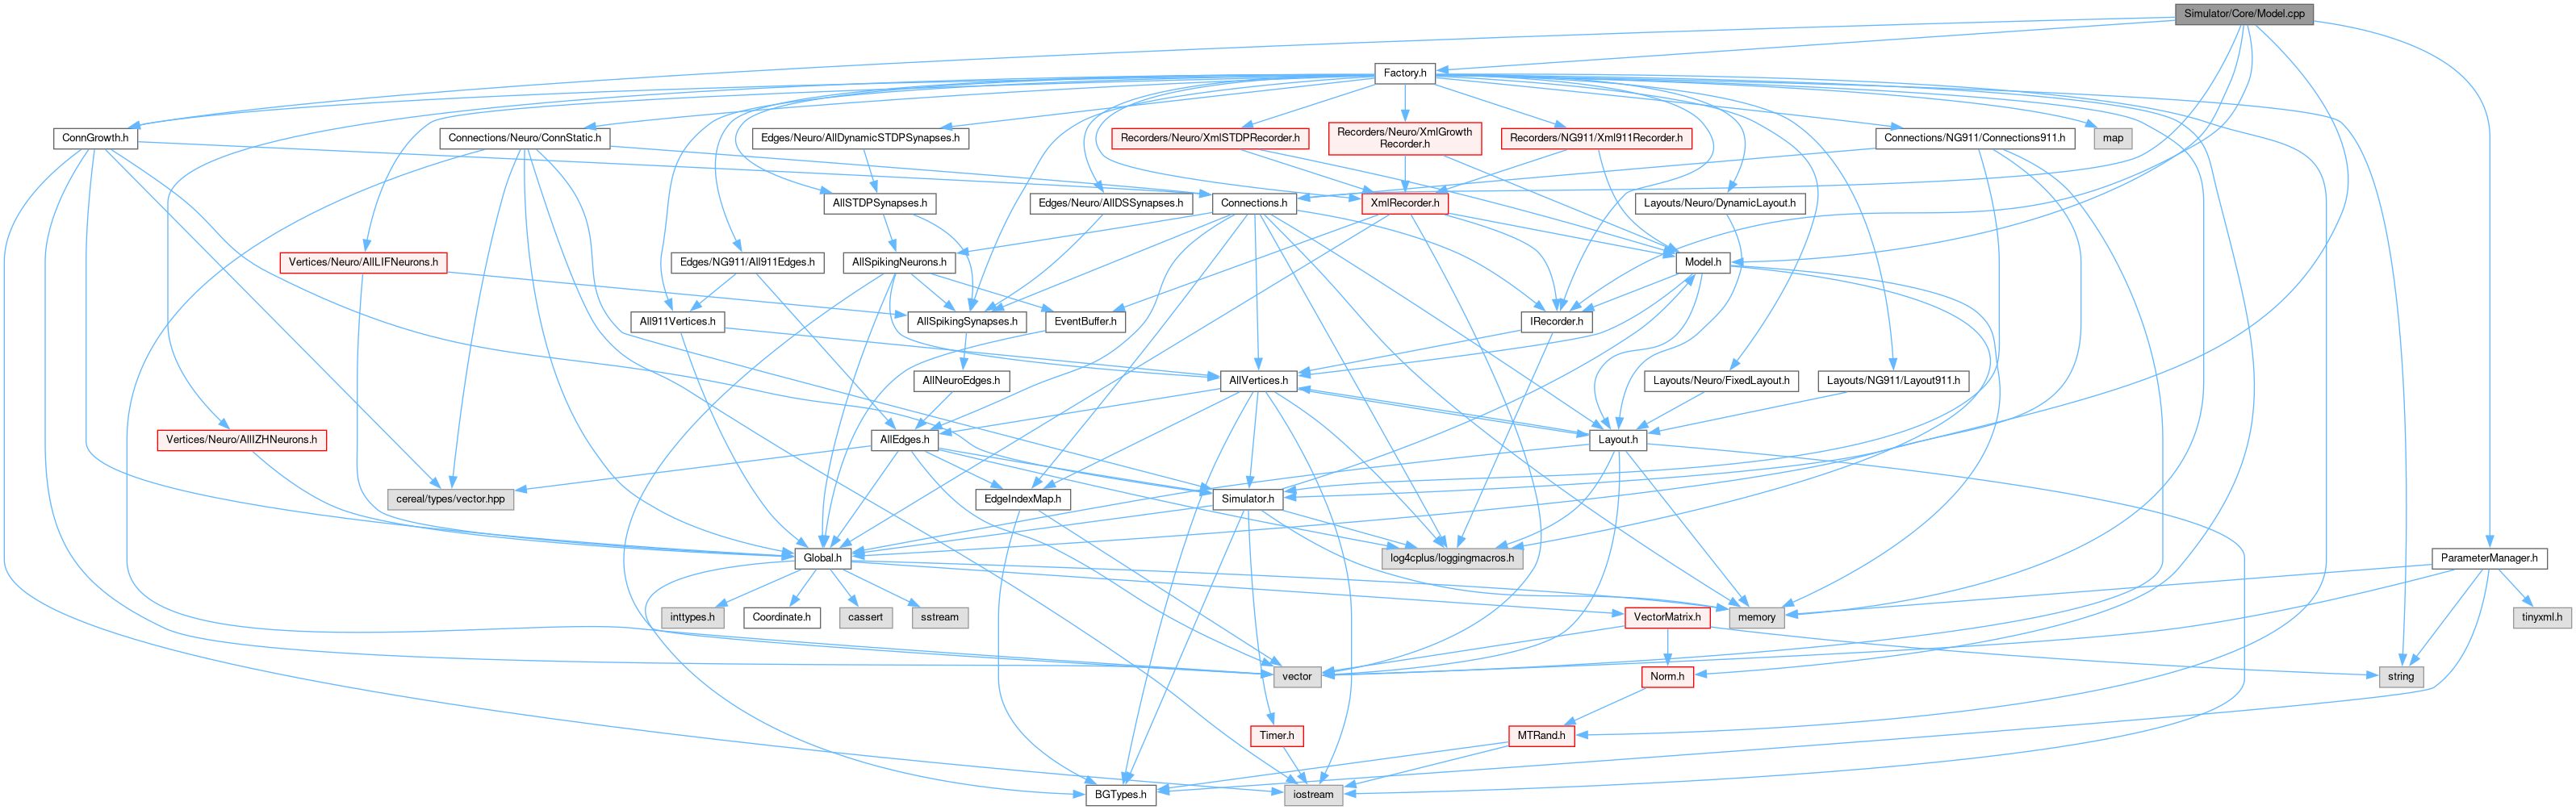 Simulator/Core/Model.cpp
Factory.h
ConnGrowth.h
Connections/Neuro/ConnStatic.h
Edges/Neuro/AllDynamicSTDPSynapses.h
Recorders/Neuro/XmlSTDPRecorder.h
Recorders/Neuro/XmlGrowth
Recorder.h
Recorders/NG911/Xml911Recorder.h
Connections/NG911/Connections911.h
map
AllSTDPSynapses.h
Edges/Neuro/AllDSSynapses.h
Connections.h
XmlRecorder.h
Layouts/Neuro/DynamicLayout.h
Vertices/Neuro/AllLIFNeurons.h
Edges/NG911/All911Edges.h
AllSpikingNeurons.h
Model.h
All911Vertices.h
AllSpikingSynapses.h
EventBuffer.h
IRecorder.h
AllNeuroEdges.h
AllVertices.h
Layouts/Neuro/FixedLayout.h
Layouts/NG911/Layout911.h
Vertices/Neuro/AllIZHNeurons.h
AllEdges.h
Layout.h
cereal/types/vector.hpp
EdgeIndexMap.h
Simulator.h
Global.h
log4cplus/loggingmacros.h
ParameterManager.h
inttypes.h
Coordinate.h
cassert
sstream
VectorMatrix.h
memory
tinyxml.h
vector
Norm.h
string
Timer.h
MTRand.h
BGTypes.h
iostream